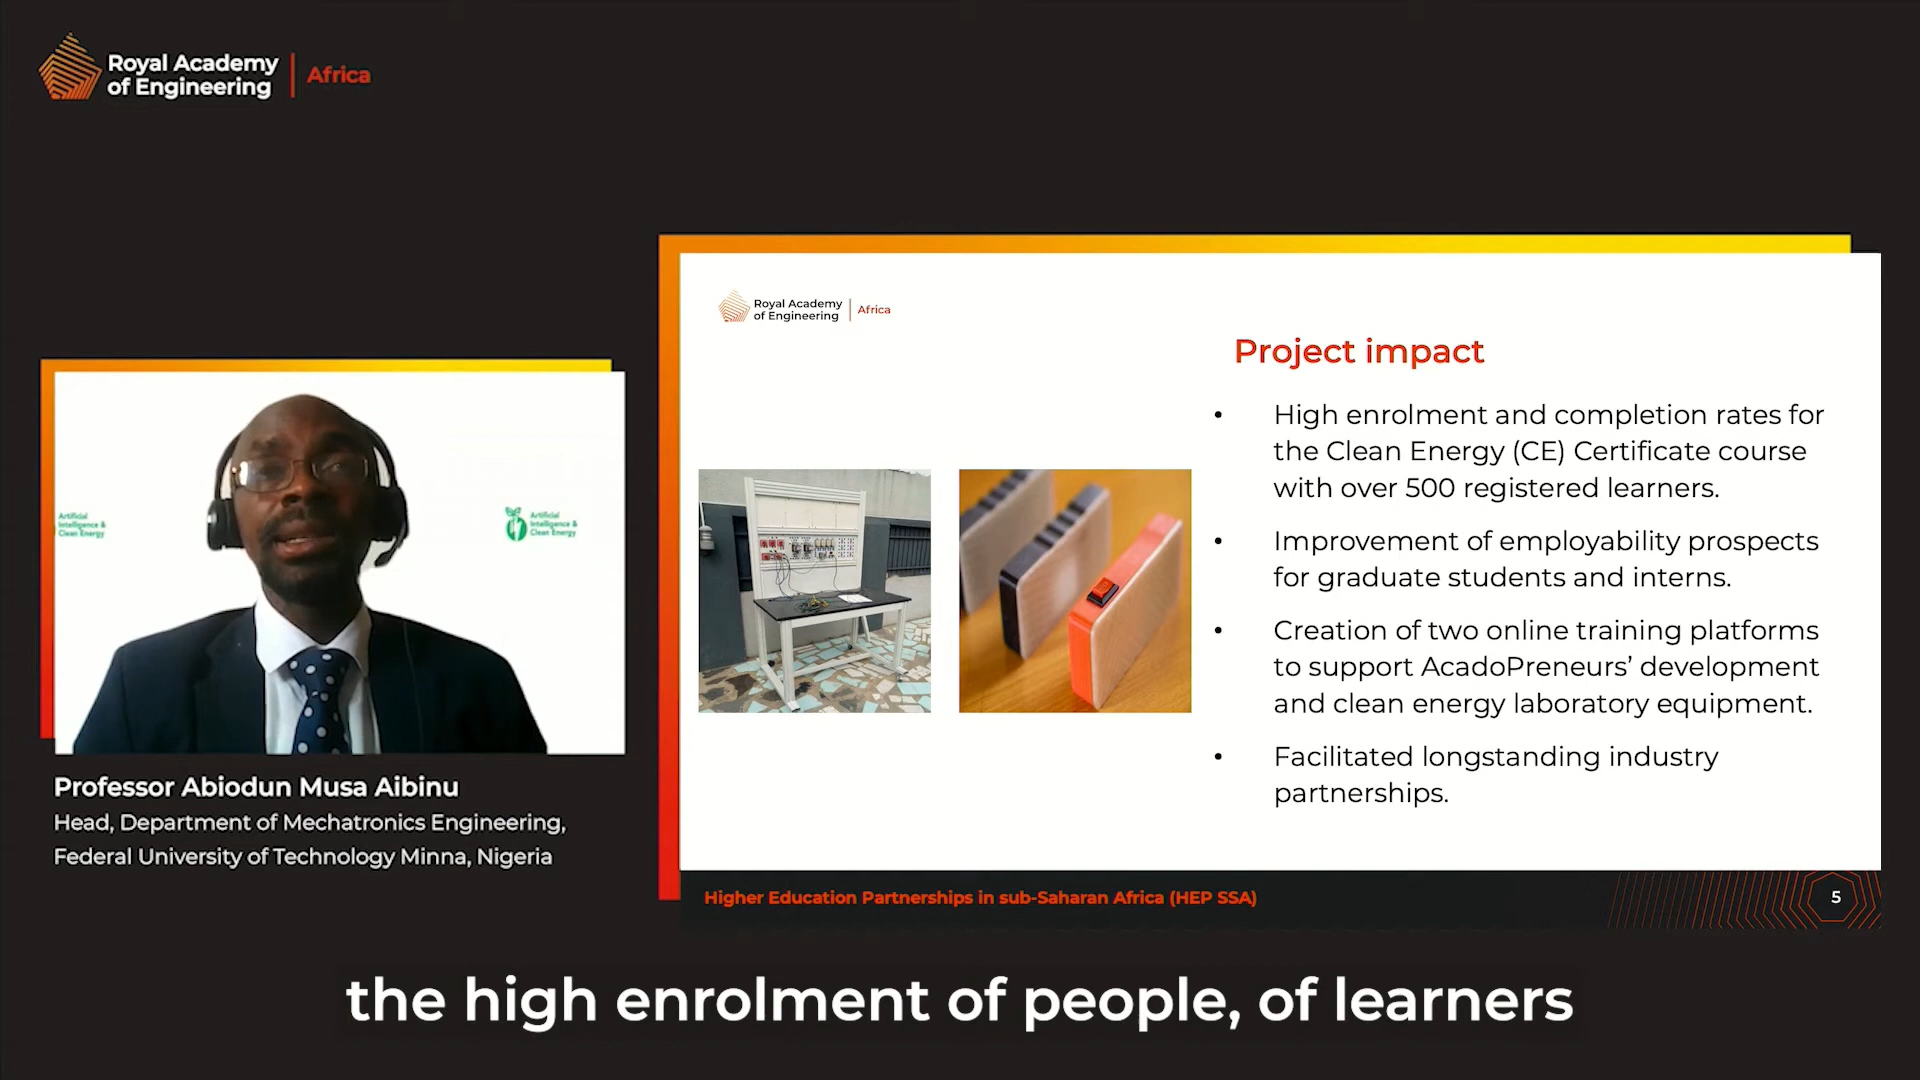 Royal Academy
of Engineering
Africa
Royal Academy
of Engineering
Africa
Project impact
• High enrolment and completion rates for
the Clean Energy (CE) Certificate course
with over 500 registered learners.
• Improvement of employability prospects
for graduate students and interns.
• Creation of two online training platforms
to support AcadoPreneurs’ development
and clean energy laboratory equipment.
• Facilitated longstanding industry
partnerships.
Higher Education Partnerships in sub-Saharan Africa (HEP SSA)
5
Artificial
Intelligence &
Clean Energy
Artificial
Intelligence &
Clean Energy
Professor Abiodun Musa Aibinu
Head, Department of Mechatronics Engineering,
Federal University of Technology Minna, Nigeria
the high enrolment of people, of learners